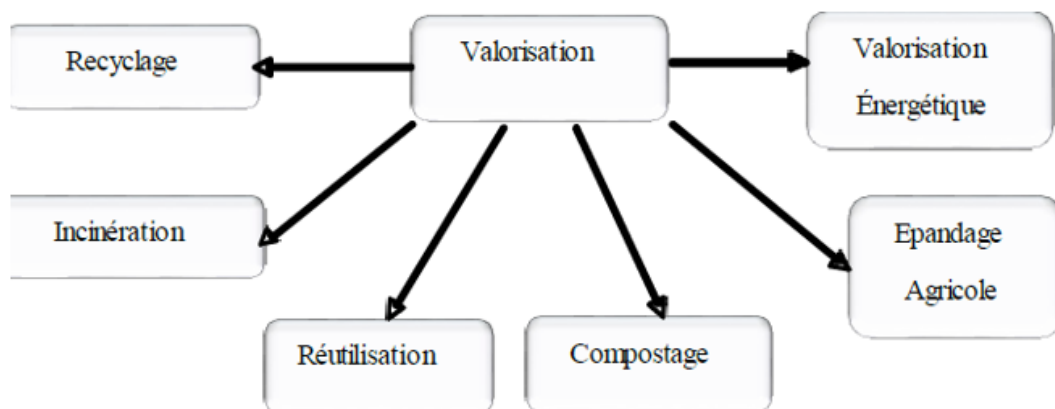 Recyclage
Valorisation
Valorisation
Énergétique
Incinération
Epandage
Agricole
Réutilisation
Compostage